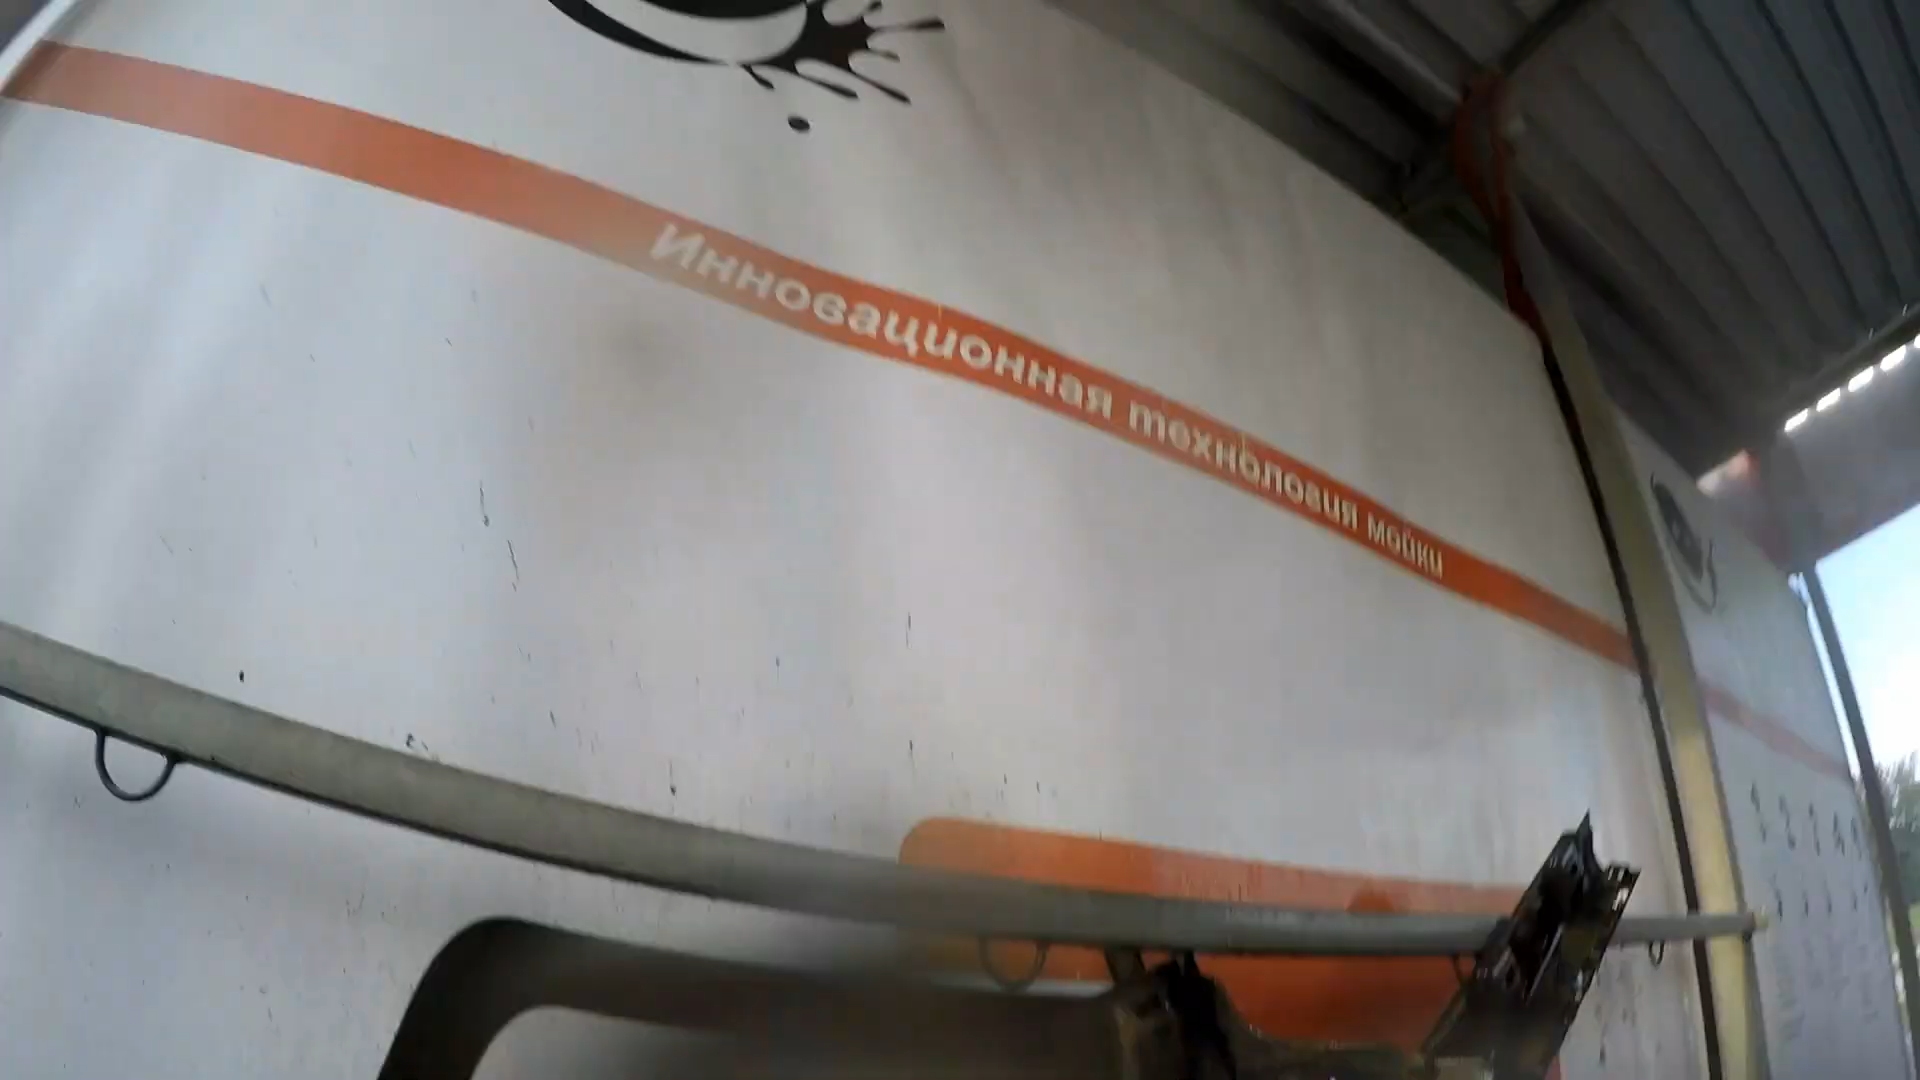 Инновационная технология мойки